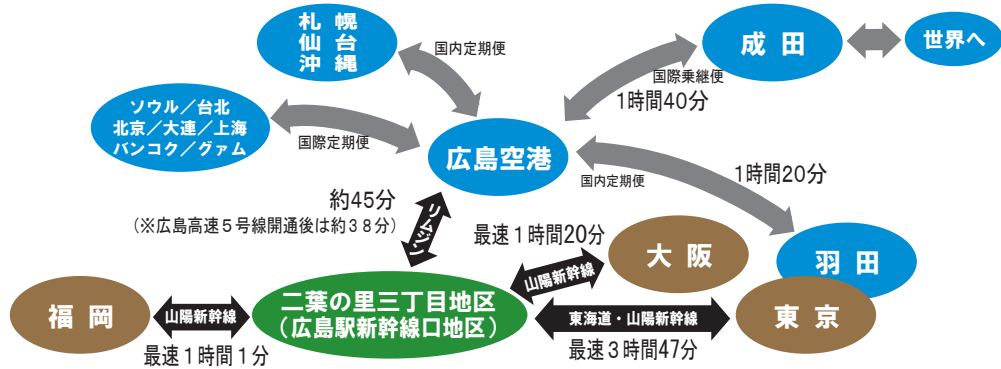 札 幌
仙 台
沖 縄
国内定期便
成 田
世界へ
国際乗継便
1時間40分
ソウル／台北
北京／大連／上海
バンコク／グァム
国際定期便
広島空港
国内定期便
1時間20分
約45分
（※広島高速５号線開通後は約３８分）
リムジン
最速１時間20分
大 阪
羽 田
山陽新幹線
福 岡
山陽新幹線
二葉の里三丁目地区
（広島駅新幹線口地区）
東海道・山陽新幹線
東 京
最速１時間１分
最速３時間47分